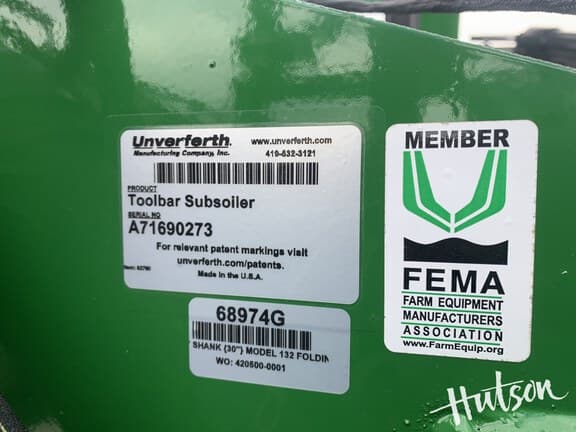 Unverferth. www.unverferth.com
Manufacturing Company, Inc. 419-532-3121
PRODUCT
Toolbar Subsoiler
SERIAL NO
A71690273
For relevant patent markings visit
unverferth.com/patents.
Made in the U.S.A.
68974G
SHANK (30") MODEL 132 FOLDIN
WO: 420500-0001
MEMBER
FEMA
FARM EQUIPMENT
MANUFACTURERS
ASSOCIATION
www.FarmEquip.org
Hutson